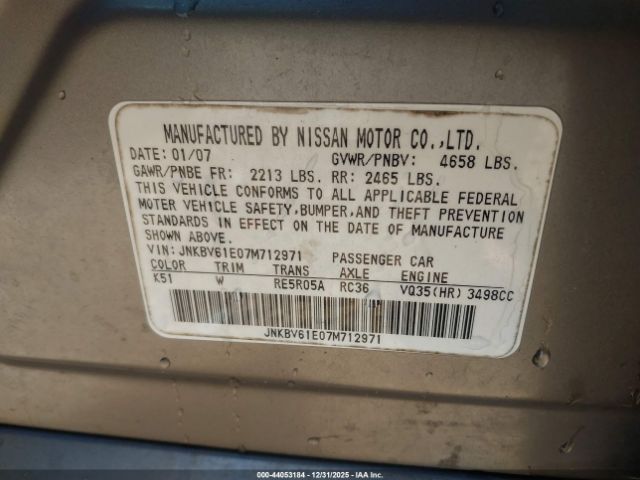 MANUFACTURED BY NISSAN MOTOR CO.,LTD.
DATE: 01/07 GVWR/PNBV: 4658 LBS.
GAWR/PNBE FR: 2213 LBS. RR: 2465 LBS.
THIS VEHICLE CONFORMS TO ALL APPLICABLE FEDERAL
MOTER VEHICLE SAFETY,BUMPER,AND THEFT PREVENTION
STANDARDS IN EFFECT ON THE DATE OF MANUFACTURE
SHOWN ABOVE.
VIN: JNKBV61E07M712971 PASSENGER CAR
COLOR TRIM TRANS AXLE ENGINE
K51 W RE5R05A RC36 VQ35(HR) 3498CC
JNKBV61E07M712971
000-44053184 - 12/31/2025 - IAA Inc.